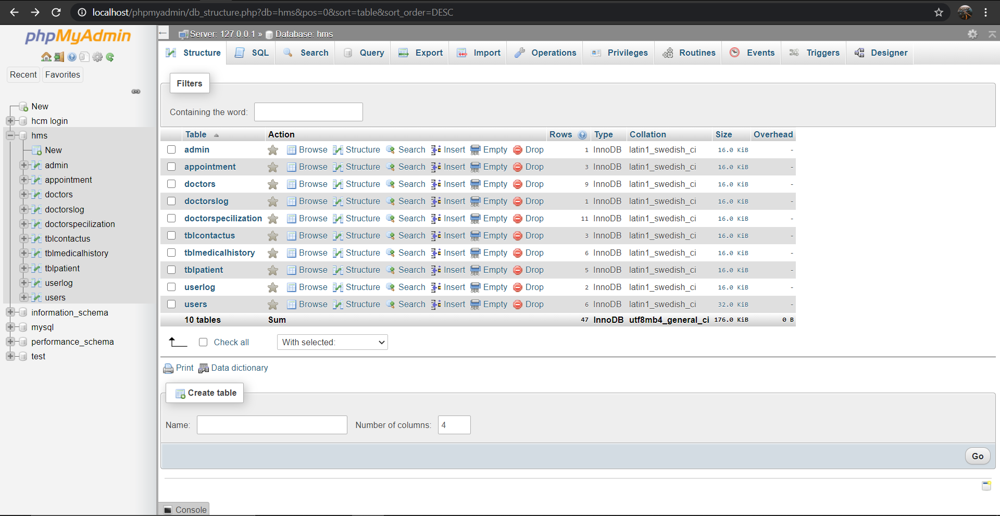 localhost/phpmyadmin/db_structure.php?db=hms&pos=0&sort=table&sort_order=DESC
phpMyAdmin
Recent Favorites
New
hcm login
hms
New
admin
appointment
doctors
doctorslog
doctorspecilization
tblcontactus
tblmedicalhistory
tblpatient
userlog
users
information_schema
mysql
performance_schema
test
Server: 127.0.0.1 » Database: hms
Structure SQL Search Query Export Import Operations Privileges Routines Events Triggers Designer
Filters
Containing the word:
Table Action Rows Type Collation Size Overhead
admin Browse Structure Search Insert Empty Drop 1 InnoDB latin1_swedish_ci 16.0 KiB -
appointment Browse Structure Search Insert Empty Drop 3 InnoDB latin1_swedish_ci 16.0 KiB -
doctors Browse Structure Search Insert Empty Drop 9 InnoDB latin1_swedish_ci 16.0 KiB -
doctorslog Browse Structure Search Insert Empty Drop 1 InnoDB latin1_swedish_ci 16.0 KiB -
doctorspecilization Browse Structure Search Insert Empty Drop 11 InnoDB latin1_swedish_ci 16.0 KiB -
tblcontactus Browse Structure Search Insert Empty Drop 3 InnoDB latin1_swedish_ci 16.0 KiB -
tblmedicalhistory Browse Structure Search Insert Empty Drop 6 InnoDB latin1_swedish_ci 16.0 KiB -
tblpatient Browse Structure Search Insert Empty Drop 5 InnoDB latin1_swedish_ci 16.0 KiB -
userlog Browse Structure Search Insert Empty Drop 2 InnoDB latin1_swedish_ci 16.0 KiB -
users Browse Structure Search Insert Empty Drop 6 InnoDB latin1_swedish_ci 32.0 KiB -
10 tables Sum 47 InnoDB utf8mb4_general_ci 176.0 KiB 0 B
Check all With selected:
Print Data dictionary
Create table
Name: Number of columns: 4
Go
Console